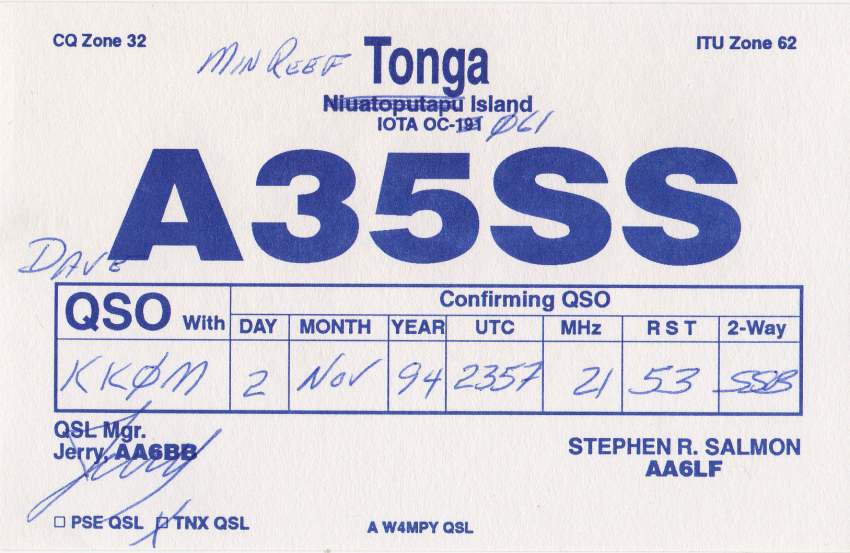 CQ Zone 32
ITU Zone 62
MIN REEF
Tonga
Niuatoputapu Island
IOTA OC-191 Ø61
A35SS
DAVE
QSO With
Confirming QSO
DAY MONTH YEAR UTC MHz RST 2-Way
KKØM 2 Nov 94 2357 21 53 SSB
QSL Mgr.
Jerry, AA6BB
Jerry
STEPHEN R. SALMON
AA6LF
☐ PSE QSL ☒ TNX QSL
A W4MPY QSL